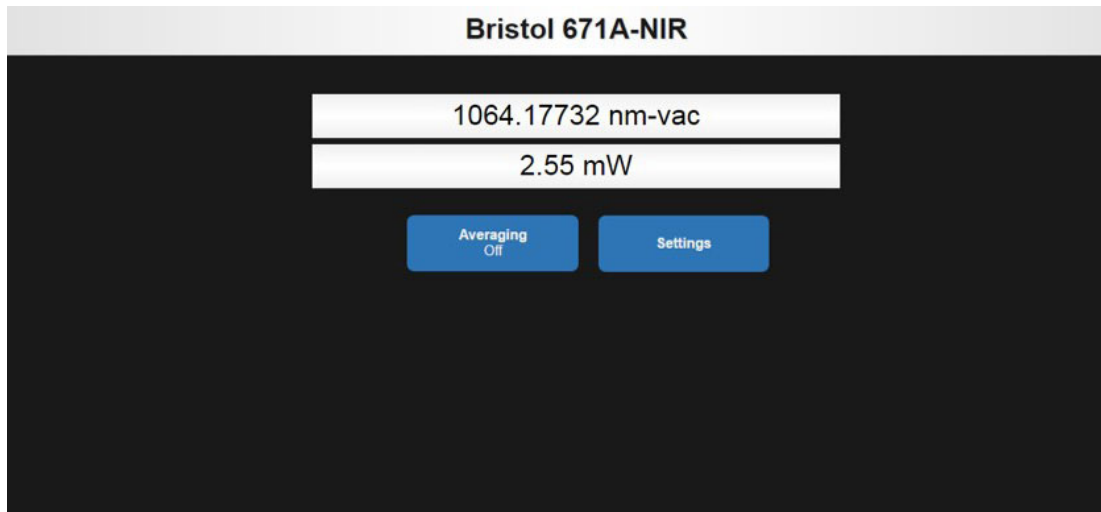 Bristol 671A-NIR
1064.17732 nm-vac
2.55 mW
Averaging
Off
Settings